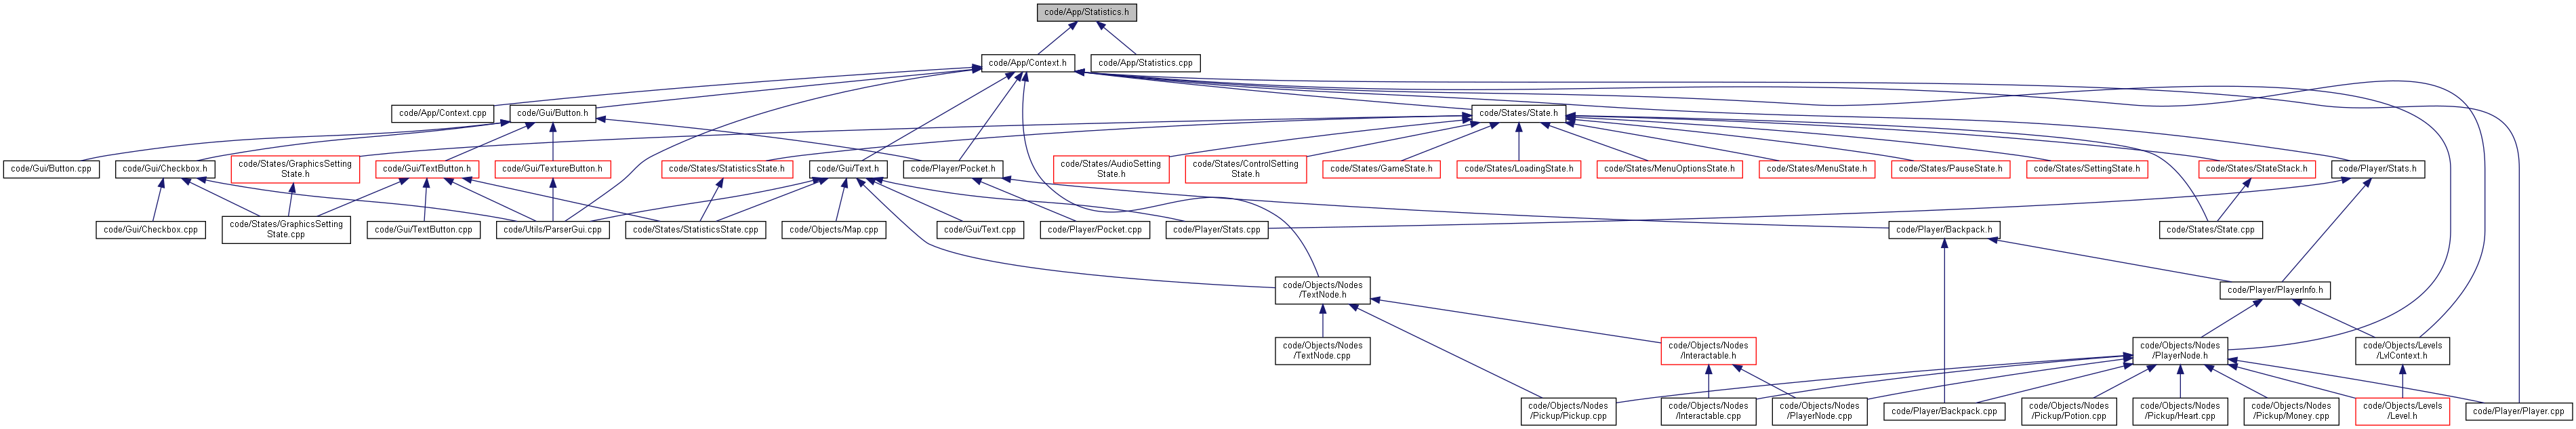 code/App/Statistics.h
code/App/Context.h
code/App/Statistics.cpp
code/App/Context.cpp
code/Gui/Button.h
code/States/State.h
code/Gui/Button.cpp
code/Gui/Checkbox.h
code/States/GraphicsSetting
State.h
code/Gui/TextButton.h
code/Gui/TextureButton.h
code/States/StatisticsState.h
code/Gui/Text.h
code/Player/Pocket.h
code/States/AudioSetting
State.h
code/States/ControlSetting
State.h
code/States/GameState.h
code/States/LoadingState.h
code/States/MenuOptionsState.h
code/States/MenuState.h
code/States/PauseState.h
code/States/SettingState.h
code/States/StateStack.h
code/Player/Stats.h
code/Gui/Checkbox.cpp
code/States/GraphicsSetting
State.cpp
code/Gui/TextButton.cpp
code/Utils/ParserGui.cpp
code/States/StatisticsState.cpp
code/Objects/Map.cpp
code/Gui/Text.cpp
code/Player/Pocket.cpp
code/Player/Stats.cpp
code/Player/Backpack.h
code/States/State.cpp
code/Objects/Nodes
/TextNode.h
code/Player/PlayerInfo.h
code/Objects/Nodes
/TextNode.cpp
code/Objects/Nodes
/Interactable.h
code/Objects/Nodes
/PlayerNode.h
code/Objects/Levels
/LvlContext.h
code/Objects/Nodes
/Pickup/Pickup.cpp
code/Objects/Nodes
/Interactable.cpp
code/Objects/Nodes
/PlayerNode.cpp
code/Player/Backpack.cpp
code/Objects/Nodes
/Pickup/Potion.cpp
code/Objects/Nodes
/Pickup/Heart.cpp
code/Objects/Nodes
/Pickup/Money.cpp
code/Objects/Levels
/Level.h
code/Player/Player.cpp